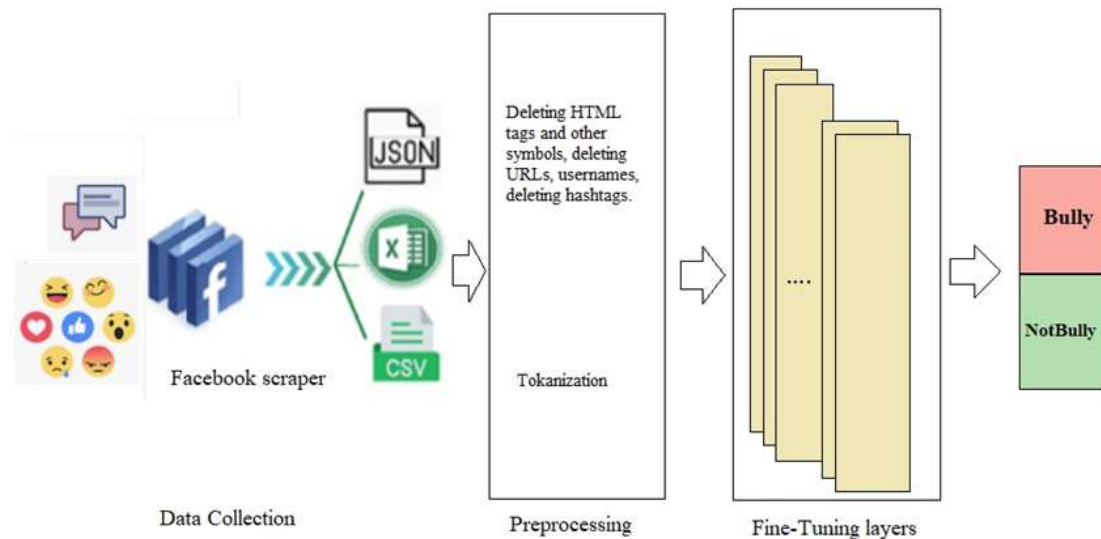 JSON
X
f
CSV
Facebook scraper
Data Collection
Deleting HTML
tags and other
symbols, deleting
URLs, usernames,
deleting hashtags.
Tokanization
Preprocessing
....
Fine-Tuning layers
Bully
NotBully